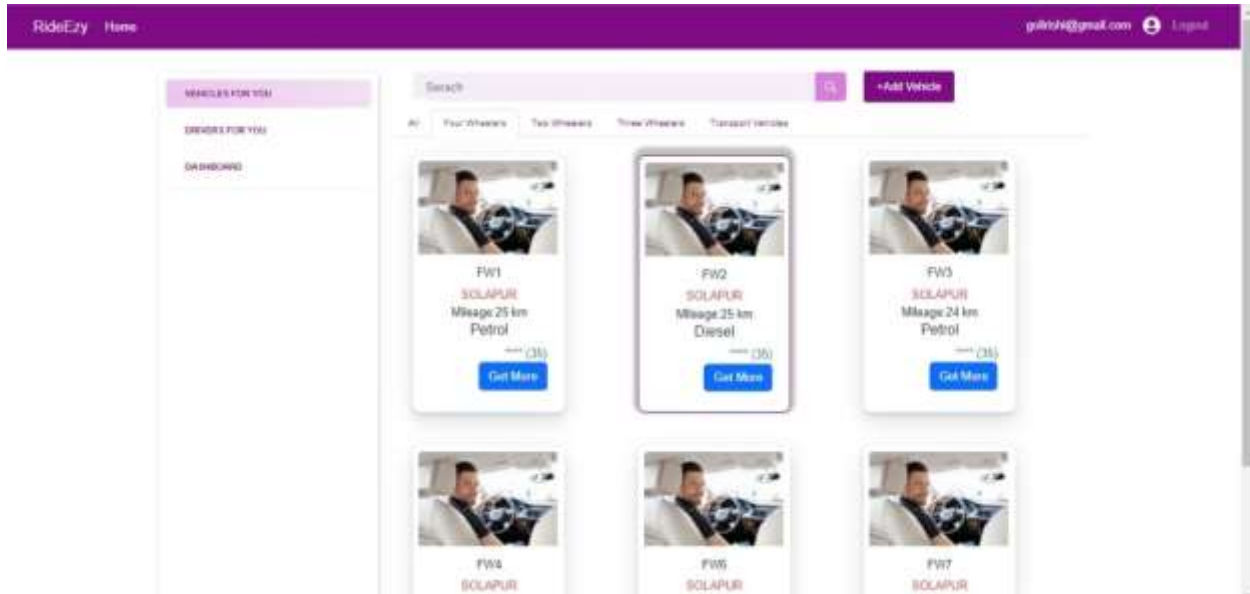 RideEzy Home
Logout
VEHICLES FOR YOU
DRIVERS FOR YOU
DASHBOARD
Serach
+Add Vehicle
All Four Wheelers Two Wheelers Three Wheelers Transport Vehicles
FW1
SOLAPUR
Mileage:25 km
Petrol
(35)
Get More
FW2
SOLAPUR
Mileage:25 km
Diesel
(35)
Get More
FW3
SOLAPUR
Mileage:24 km
Petrol
(35)
Get More
FW4
SOLAPUR
FW6
SOLAPUR
FW7
SOLAPUR